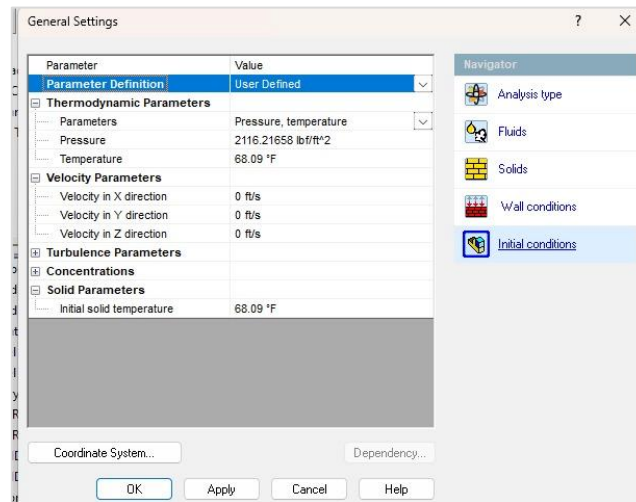 General Settings
? X
Parameter Value
Parameter Definition User Defined
Thermodynamic Parameters
Parameters Pressure, temperature
Pressure 2116.21658 lbf/ft^2
Temperature 68.09 °F
Velocity Parameters
Velocity in X direction 0 ft/s
Velocity in Y direction 0 ft/s
Velocity in Z direction 0 ft/s
Turbulence Parameters
Concentrations
Solid Parameters
Initial solid temperature 68.09 °F
Coordinate System...
Dependency...
OK
Apply
Cancel
Help
Navigator
Analysis type
Fluids
Solids
Wall conditions
Initial conditions